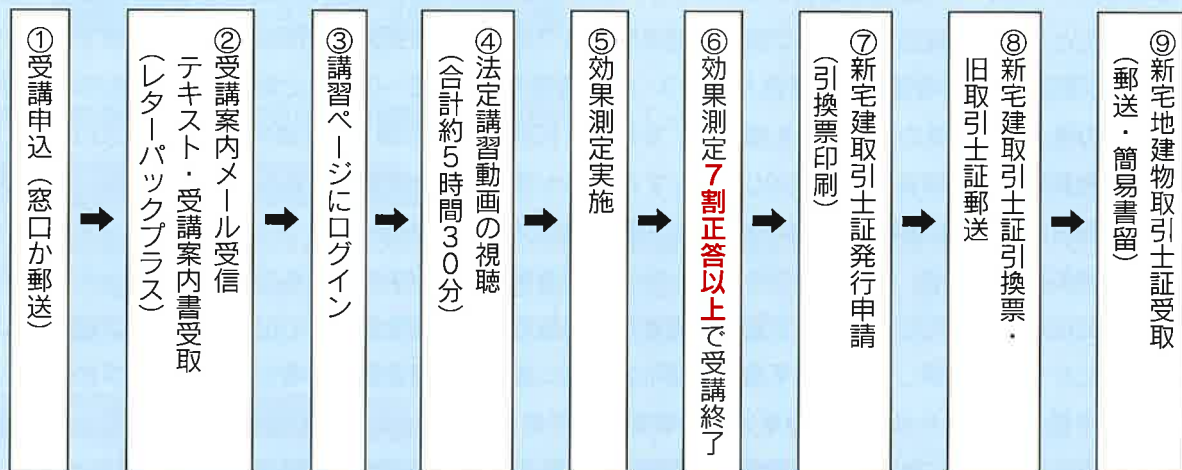 ①受講申込（窓口か郵送）
②受講案内メール受信
テキスト・受講案内書受取
（レターパックプラス）
③講習ページにログイン
④法定講習動画の視聴
（合計約５時間３０分）
⑤効果測定実施
⑥効果測定７割正答以上で受講終了
⑦新宅建取引士証発行申請
（引換票印刷）
⑧新宅建取引士証引換票・
旧取引士証郵送
⑨新宅地建物取引士証受取
（郵送・簡易書留）